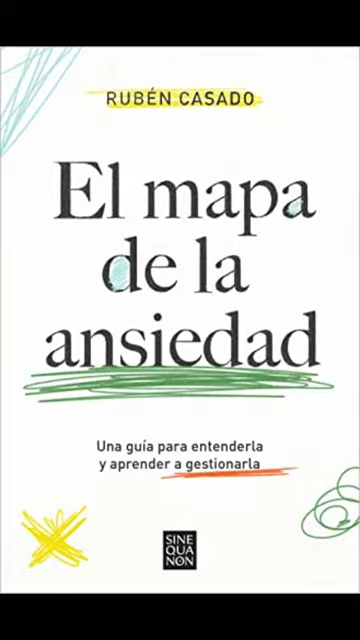 RUBÉN CASADO
El mapa
de la
ansiedad
Una guía para entenderla
y aprender a gestionarla
SINE
QUA
NON